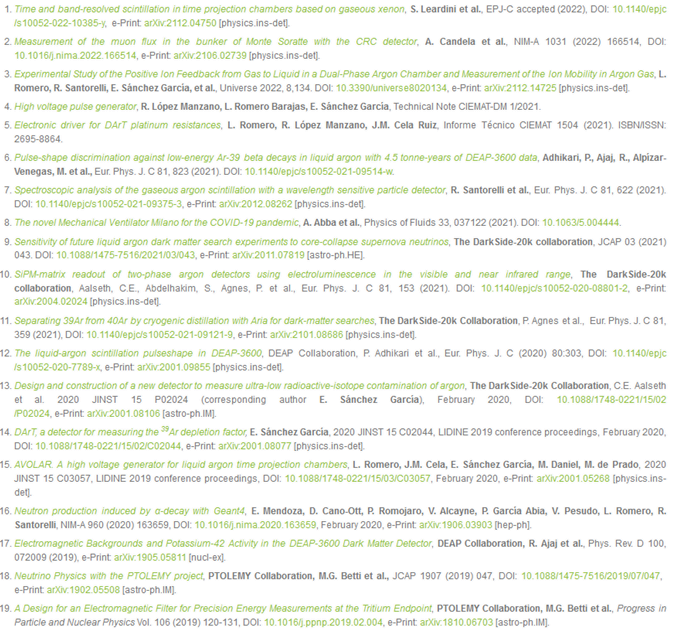 1. Time and band-resolved scintillation in time projection chambers based on gaseous xenon, S. Leardini et al., EPJ-C accepted (2022), DOI: 10.1140/epjc
/s10052-022-10385-y, e-Print: arXiv:2112.04750 [physics.ins-det].
2. Measurement of the muon flux in the bunker of Monte Soratte with the CRC detector, A. Candela et al., NIM-A 1031 (2022) 166514, DOI:
10.1016/j.nima.2022.166514, e-Print: arXiv:2106.02739 [physics.ins-det].
3. Experimental Study of the Positive Ion Feedback from Gas to Liquid in a Dual-Phase Argon Chamber and Measurement of the Ion Mobility in Argon Gas, L.
Romero, R. Santorelli, E. Sánchez García, et al., Universe 2022, 8,134. DOI: 10.3390/universe8020134, e-Print: arXiv:2112.14725 [physics.ins-det].
4. High voltage pulse generator, R. López Manzano, L. Romero Barajas, E. Sánchez García, Technical Note CIEMAT-DM 1/2021.
5. Electronic driver for DArT platinum resistances, L. Romero, R. López Manzano, J.M. Cela Ruiz, Informe Técnico CIEMAT 1504 (2021). ISBN/ISSN:
2695-8864.
6. Pulse-shape discrimination against low-energy Ar-39 beta decays in liquid argon with 4.5 tonne-years of DEAP-3600 data, Adhikari, P., Ajaj, R., Alpízar-
Venegas, M. et al., Eur. Phys. J. C 81, 823 (2021). DOI: 10.1140/epjc/s10052-021-09514-w.
7. Spectroscopic analysis of the gaseous argon scintillation with a wavelength sensitive particle detector, R. Santorelli et al., Eur. Phys. J. C 81, 622 (2021).
DOI: 10.1140/epjc/s10052-021-09375-3, e-Print: arXiv:2012.08262 [physics.ins-det].
8. The novel Mechanical Ventilator Milano for the COVID-19 pandemic, A. Abba et al., Physics of Fluids 33, 037122 (2021). DOI: 10.1063/5.004444.
9. Sensitivity of future liquid argon dark matter search experiments to core-collapse supernova neutrinos, The DarkSide-20k collaboration, JCAP 03 (2021)
043. DOI: 10.1088/1475-7516/2021/03/043, e-Print: arXiv:2011.07819 [astro-ph.HE].
10. SiPM-matrix readout of two-phase argon detectors using electroluminescence in the visible and near infrared range, The DarkSide-20k
collaboration, Aalseth, C.E., Abdelhakim, S., Agnes, P. et al., Eur. Phys. J. C 81, 153 (2021). DOI: 10.1140/epjc/s10052-020-08801-2, e-Print:
arXiv:2004.02024 [physics.ins-det].
11. Separating 39Ar from 40Ar by cryogenic distillation with Aria for dark-matter searches, The DarkSide-20k Collaboration, P. Agnes et al., Eur. Phys. J. C 81,
359 (2021), DOI: 10.1140/epjc/s10052-021-09121-9, e-Print: arXiv:2101.08686 [physics.ins-det].
12. The liquid-argon scintillation pulseshape in DEAP-3600, DEAP Collaboration, P. Adhikari et al., Eur. Phys. J. C (2020) 80:303, DOI: 10.1140/epjc
/s10052-020-7789-x, e-Print: arXiv:2001.09855 [physics.ins-det].
13. Design and construction of a new detector to measure ultra-low radioactive-isotope contamination of argon, The DarkSide-20k Collaboration, C.E. Aalseth
et al. 2020 JINST 15 P02024 (corresponding author E. Sánchez García), February 2020, DOI: 10.1088/1748-0221/15/02
/P02024, e-Print: arXiv:2001.08106 [astro-ph.IM].
14. DArT, a detector for measuring the ³⁹Ar depletion factor, E. Sánchez García, 2020 JINST 15 C02044, LIDINE 2019 conference proceedings, February 2020,
DOI: 10.1088/1748-0221/15/02/C02044, e-Print: arXiv:2001.08077 [physics.ins-det].
15. AVOLAR. A high voltage generator for liquid argon time projection chambers, L. Romero, J.M. Cela, E. Sánchez García, M. Daniel, M. de Prado, 2020
JINST 15 C03057, LIDINE 2019 conference proceedings, DOI: 10.1088/1748-0221/15/03/C03057, February 2020, e-Print: arXiv:2001.05268 [physics.ins-
det].
16. Neutron production induced by α-decay with Geant4, E. Mendoza, D. Cano-Ott, P. Romojaro, V. Alcayne, P. García Abia, V. Pesudo, L. Romero, R.
Santorelli, NIM-A 960 (2020) 163659, DOI: 10.1016/j.nima.2020.163659, February 2020, e-Print: arXiv:1906.03903 [hep-ph].
17. Electromagnetic Backgrounds and Potassium-42 Activity in the DEAP-3600 Dark Matter Detector, DEAP Collaboration, R. Ajaj et al., Phys. Rev. D 100,
072009 (2019), e-Print: arXiv:1905.05811 [nucl-ex].
18. Neutrino Physics with the PTOLEMY project, PTOLEMY Collaboration, M.G. Betti et al., JCAP 1907 (2019) 047, DOI: 10.1088/1475-7516/2019/07/047,
e-Print: arXiv:1902.05508 [astro-ph.IM].
19. A Design for an Electromagnetic Filter for Precision Energy Measurements at the Tritium Endpoint, PTOLEMY Collaboration, M.G. Betti et al., Progress in
Particle and Nuclear Physics Vol. 106 (2019) 120-131, DOI: 10.1016/j.ppnp.2019.02.004, e-Print: arXiv:1810.06703 [astro-ph.IM].